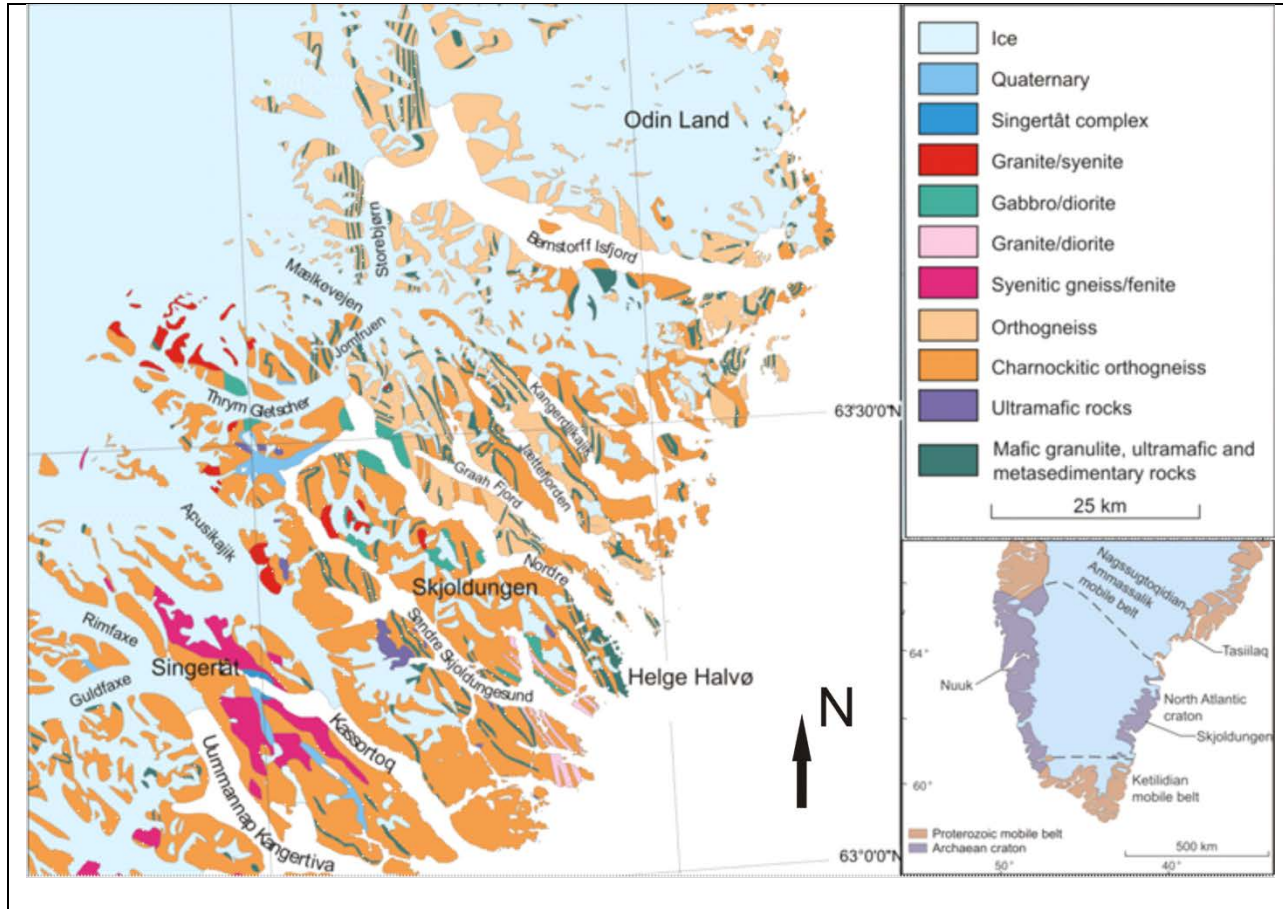 Odin Land
Bernstorff Isfjord
Storebjørn
Mælkevejen
Jomfruen
Thrym Gletscher
Kangerdlikajik
Jættefjorden
Graah Fjord
63°30'0"N
Apusikajik
Nordre
Skjoldungen
Søndre Skjoldungesund
Rimfaxe
Singertât
Helge Halvø
Guldfaxe
Kassortoq
Uummannap Kangertiva
N
63°0'0"N
Ice
Quaternary
Singertât complex
Granite/syenite
Gabbro/diorite
Granite/diorite
Syenitic gneiss/fenite
Orthogneiss
Charnockitic orthogneiss
Ultramafic rocks
Mafic granulite, ultramafic and
metasedimentary rocks
25 km
Nagssugtoqidian
Ammassalik
mobile belt
64°
Tasiilaq
Nuuk
North Atlantic
craton
Skjoldungen
60°
Ketilidian
mobile belt
Proterozoic mobile belt
Archaean craton
500 km
50°
40°